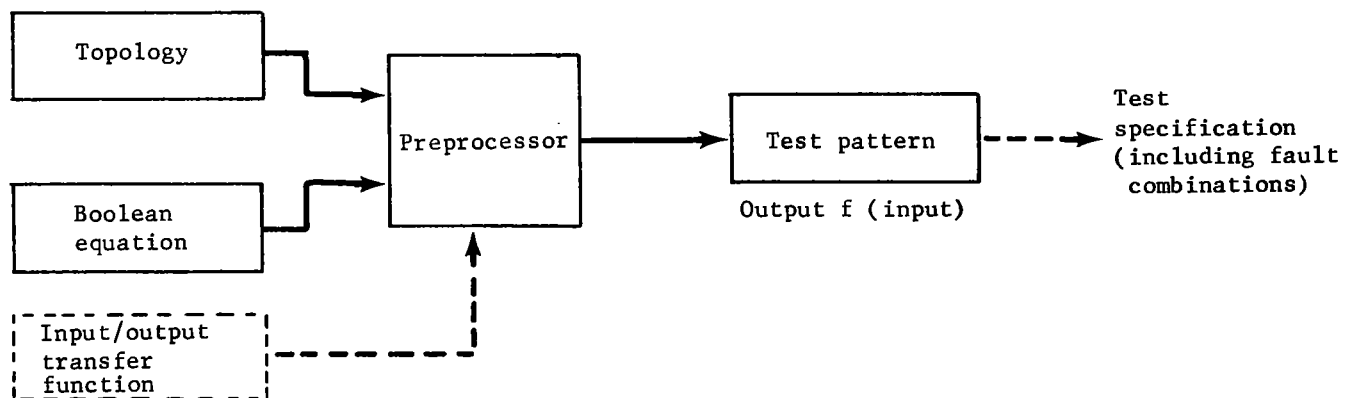 Topology
Boolean
equation
Input/output
transfer
function
Preprocessor
Test pattern
Output f (input)
Test
specification
(including fault
combinations)